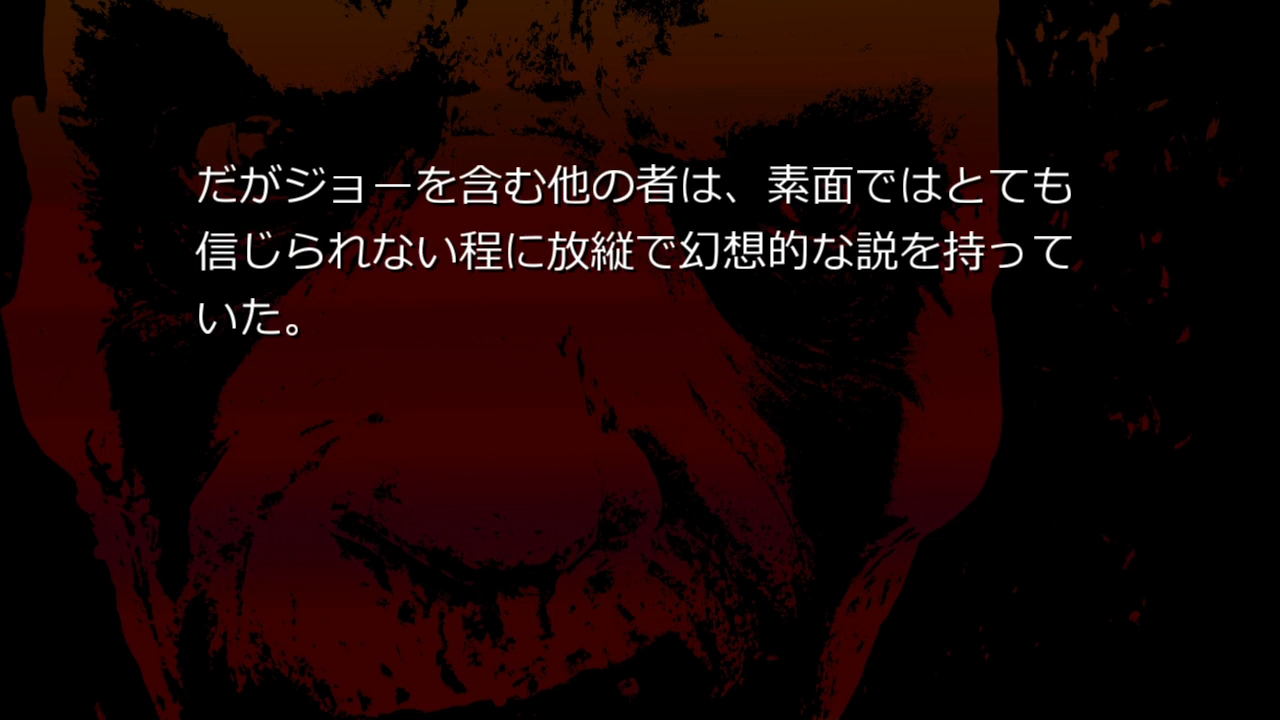 だがジョーを含む他の者は、素面ではとても
信じられない程に放縦で幻想的な説を持って
いた。